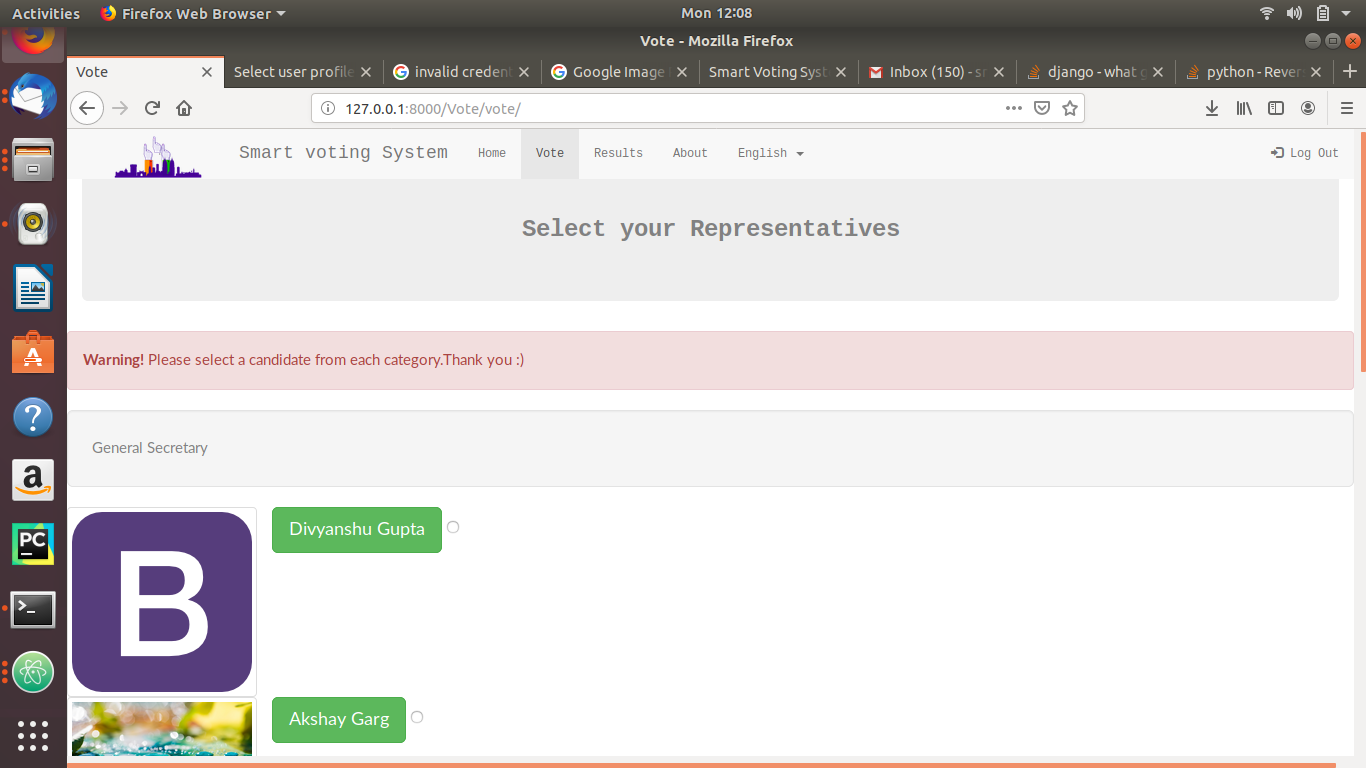 Activities Firefox Web Browser Mon 12:08
Vote - Mozilla Firefox
Vote Select user profile invalid creden Google Image Smart Voting Syst Inbox (150) - django - what python - Rever
127.0.0.1:8000/Vote/vote/
Smart voting System Home Vote Results About English Log Out
Select your Representatives
Warning! Please select a candidate from each category.Thank you :)
General Secretary
B
Divyanshu Gupta
Akshay Garg
a
PC